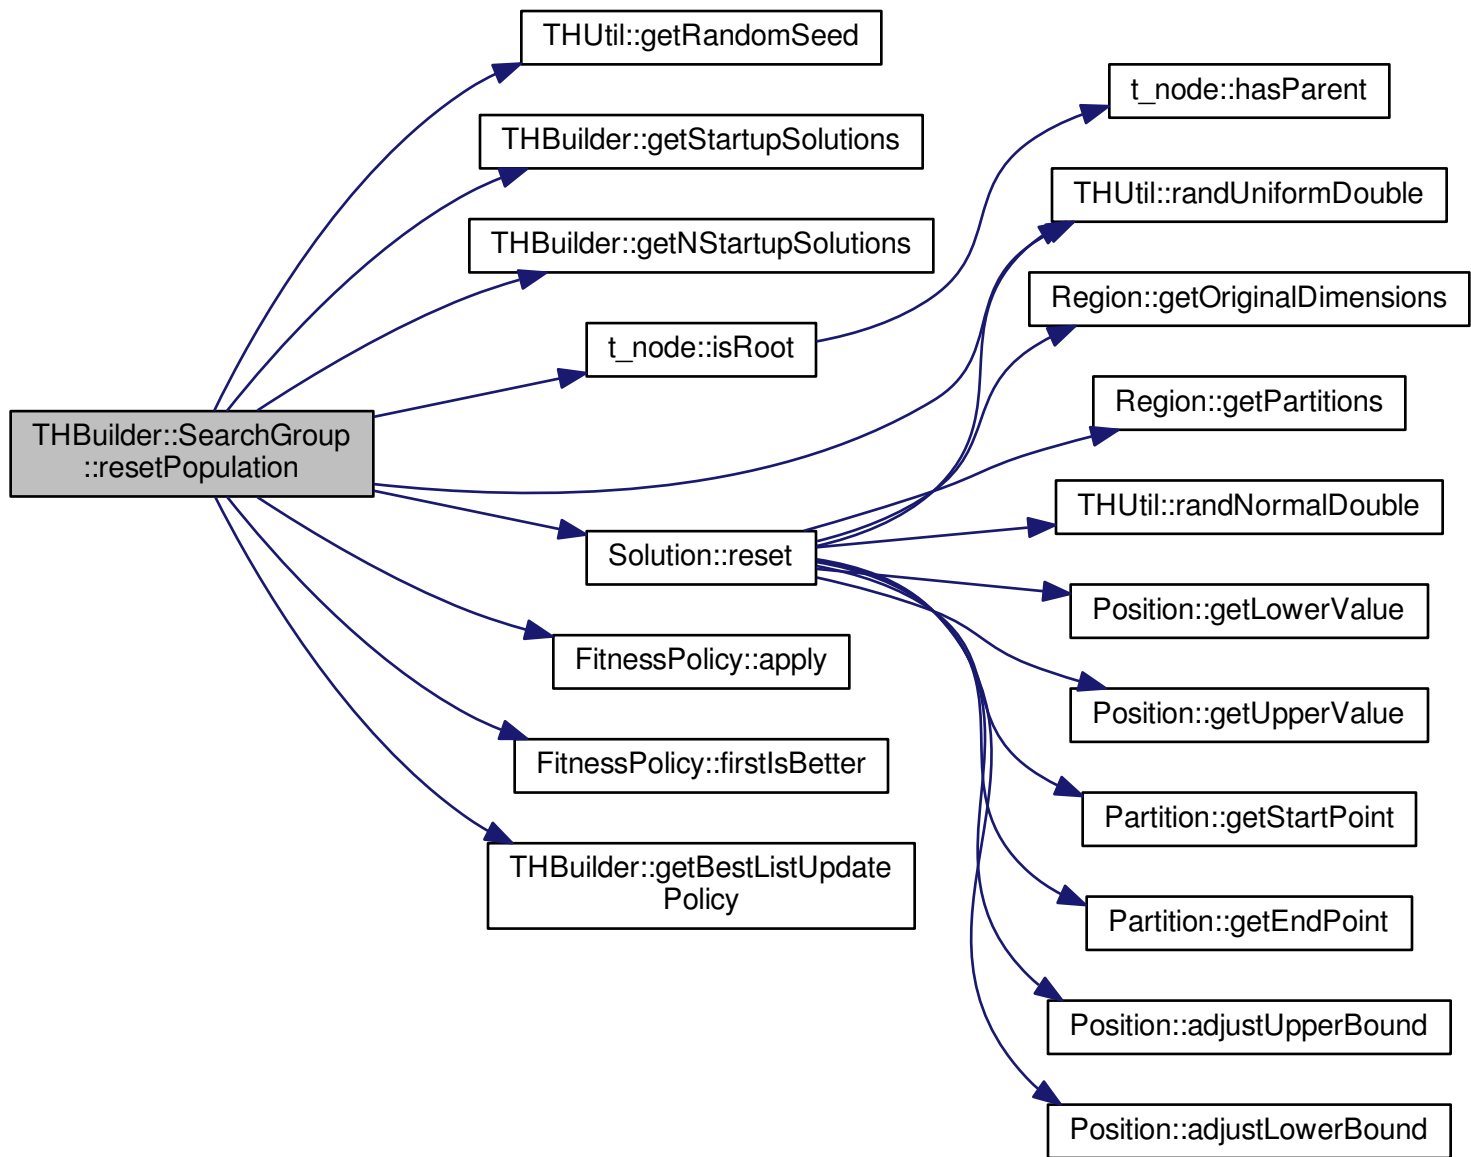 THUtil::getRandomSeed
t_node::hasParent
THBuilder::getStartupSolutions
THUtil::randUniformDouble
THBuilder::getNStartupSolutions
Region::getOriginalDimensions
t_node::isRoot
Region::getPartitions
THBuilder::SearchGroup
::resetPopulation
THUtil::randNormalDouble
Solution::reset
Position::getLowerValue
FitnessPolicy::apply
Position::getUpperValue
FitnessPolicy::firstIsBetter
Partition::getStartPoint
THBuilder::getBestListUpdate
Policy
Partition::getEndPoint
Position::adjustUpperBound
Position::adjustLowerBound